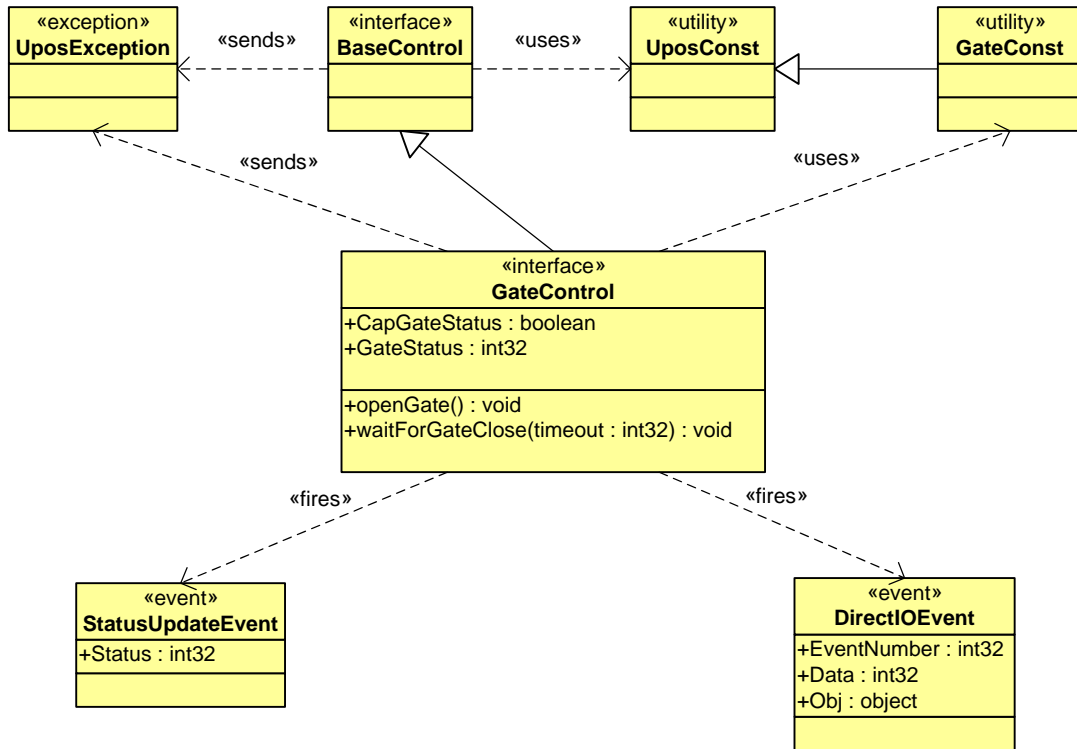 «exception»
UposException
«sends»
«interface»
BaseControl
«uses»
«utility»
UposConst
«utility»
GateConst
«sends»
«uses»
«interface»
GateControl
+CapGateStatus : boolean
+GateStatus : int32
+openGate() : void
+waitForGateClose(timeout : int32) : void
«fires»
«fires»
«event»
StatusUpdateEvent
+Status : int32
«event»
DirectIOEvent
+EventNumber : int32
+Data : int32
+Obj : object